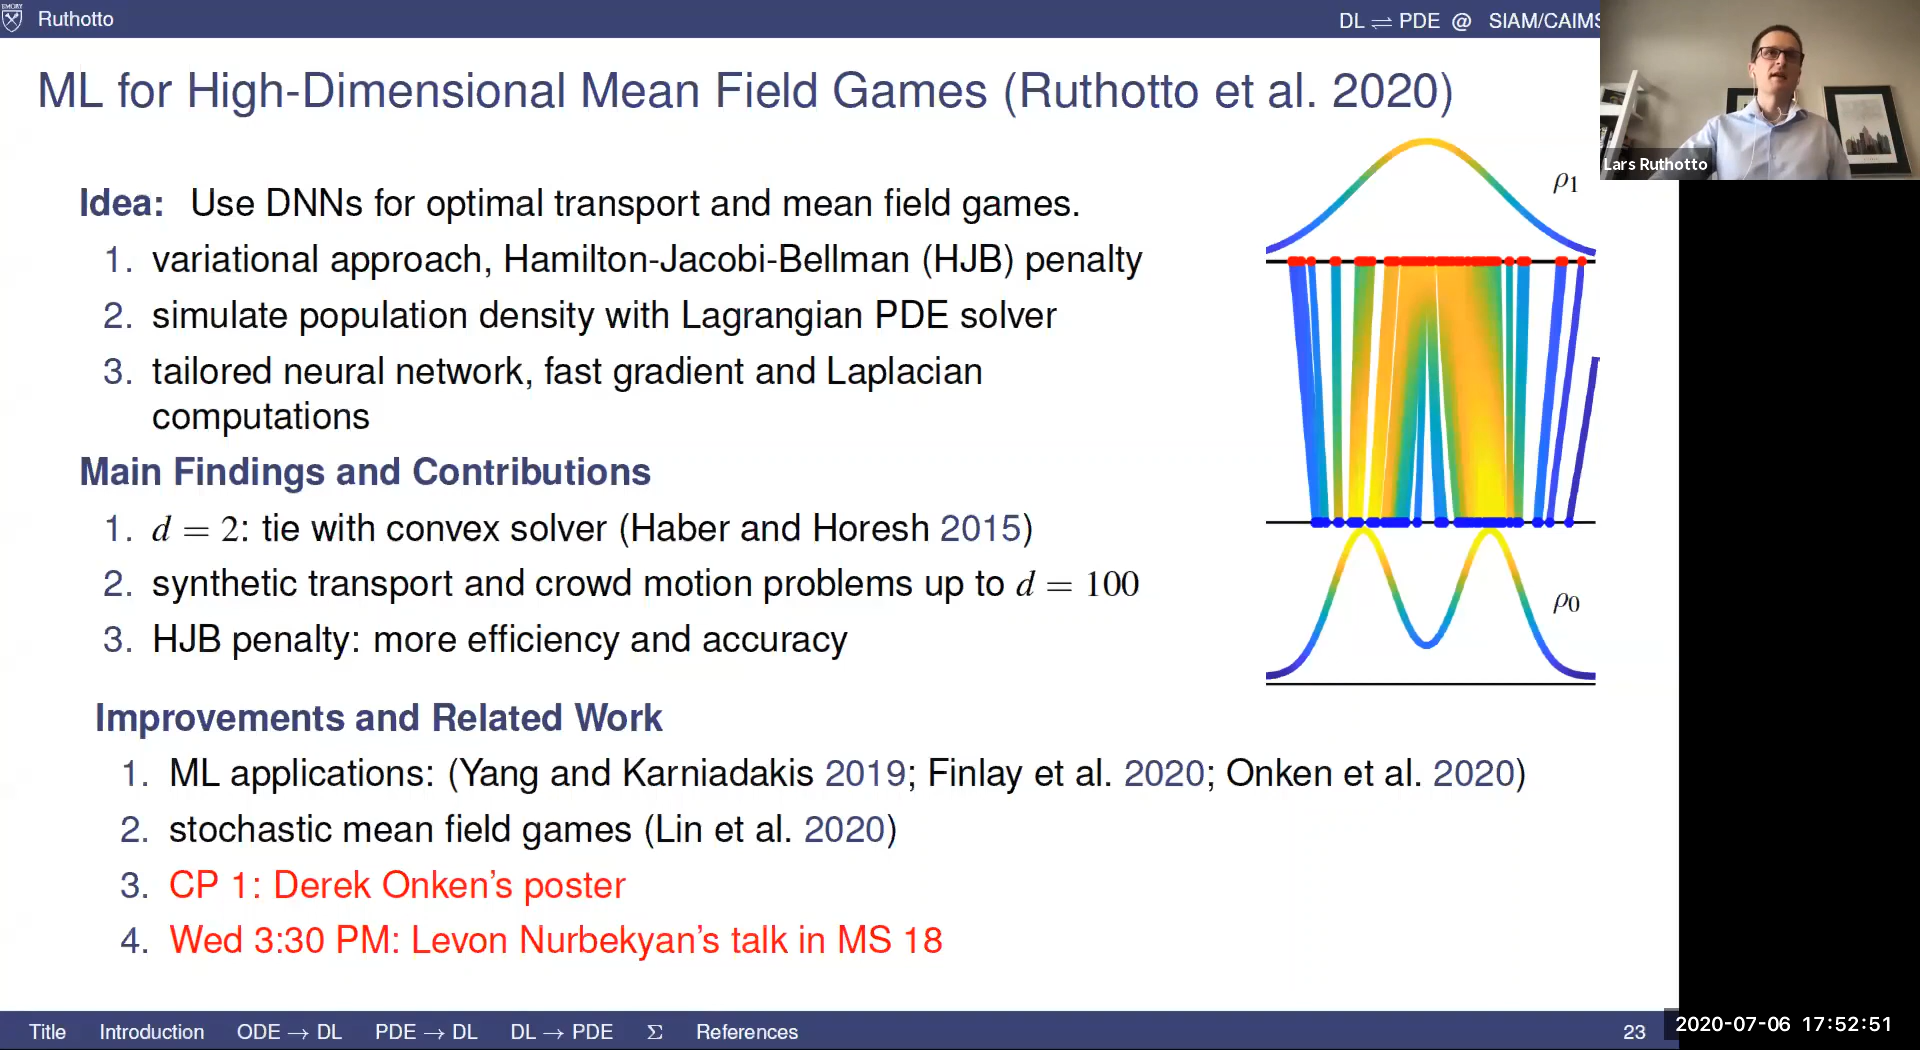 EMORY
Ruthotto
DL ⇌ PDE @ SIAM/CAIMS
ML for High-Dimensional Mean Field Games (Ruthotto et al. 2020)
Lars Ruthotto
ρ1
Idea: Use DNNs for optimal transport and mean field games.
1. variational approach, Hamilton-Jacobi-Bellman (HJB) penalty
2. simulate population density with Lagrangian PDE solver
3. tailored neural network, fast gradient and Laplacian
computations
Main Findings and Contributions
1. d = 2: tie with convex solver (Haber and Horesh 2015)
2. synthetic transport and crowd motion problems up to d = 100
3. HJB penalty: more efficiency and accuracy
ρ0
Improvements and Related Work
1. ML applications: (Yang and Karniadakis 2019; Finlay et al. 2020; Onken et al. 2020)
2. stochastic mean field games (Lin et al. 2020)
3. CP 1: Derek Onken's poster
4. Wed 3:30 PM: Levon Nurbekyan's talk in MS 18
Title Introduction ODE → DL PDE → DL DL → PDE Σ References 23
2020-07-06 17:52:51